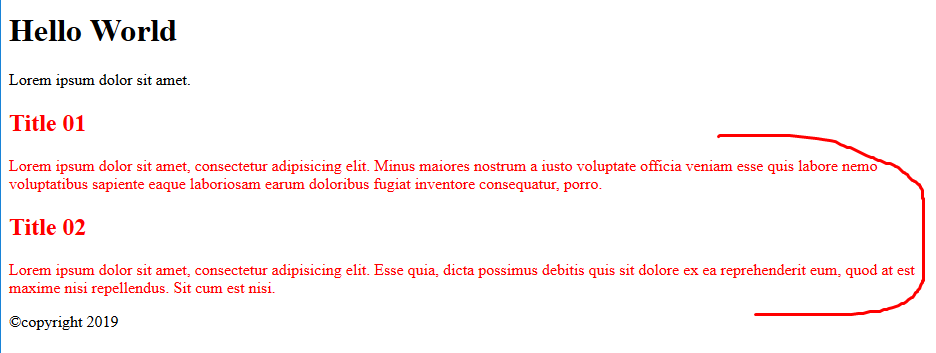 Hello World
Lorem ipsum dolor sit amet.
Title 01
Lorem ipsum dolor sit amet, consectetur adipisicing elit. Minus maiores nostrum a iusto voluptate officia veniam esse quis labore nemo
voluptatibus sapiente eaque laboriosam earum doloribus fugiat inventore consequatur, porro.
Title 02
Lorem ipsum dolor sit amet, consectetur adipisicing elit. Esse quia, dicta possimus debitis quis sit dolore ex ea reprehenderit eum, quod at est
maxime nisi repellendus. Sit cum est nisi.
©copyright 2019